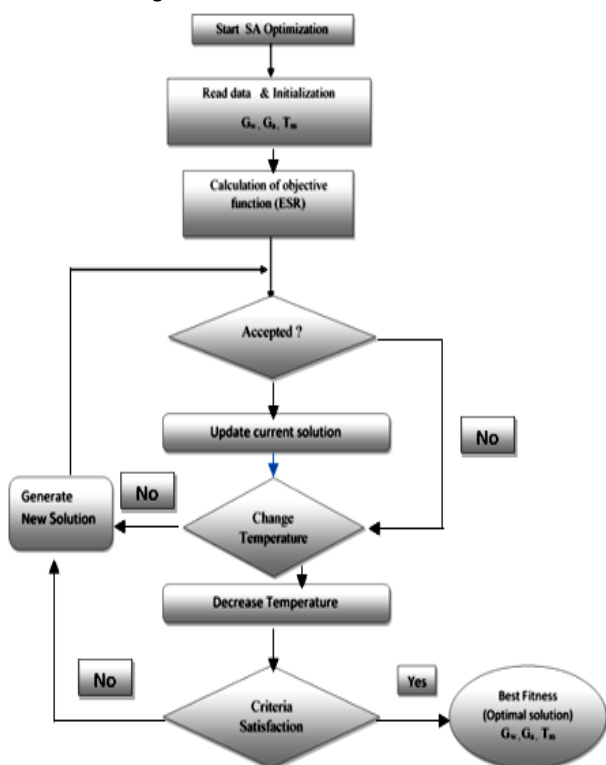 Start SA Optimization
Read data & Initialization
Gw, Gs, Tm
Calculation of objective
function (ESR)
Accepted ?
Update current solution
No
No
Generate
New Solution
Change
Temperature
Decrease Temperature
No
Criteria
Satisfaction
Yes
Best Fitness
(Optimal solution)
Gw, Gs, Tm